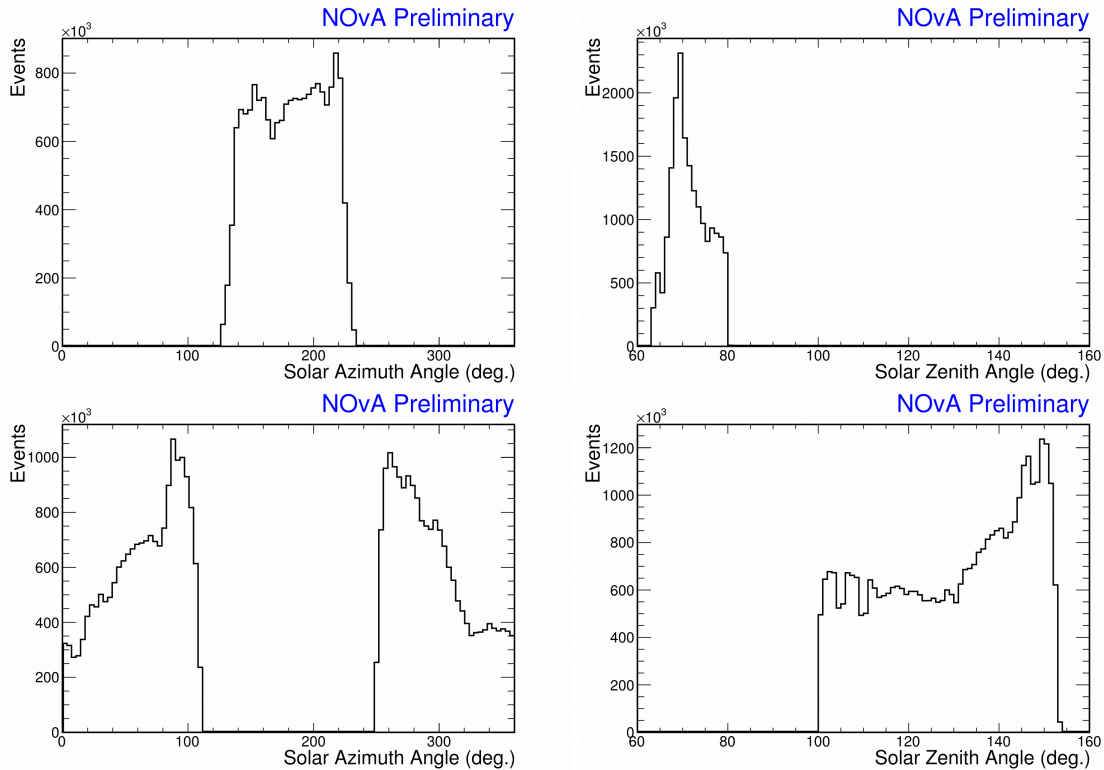 NOvA Preliminary
×10³
Events
800
600
400
200
0
0 100 200 300
Solar Azimuth Angle (deg.)
NOvA Preliminary
×10³
Events
2000
1500
1000
500
0
60 80 100 120 140 160
Solar Zenith Angle (deg.)
NOvA Preliminary
×10³
Events
1000
800
600
400
200
0
0 100 200 300
Solar Azimuth Angle (deg.)
NOvA Preliminary
×10³
Events
1200
1000
800
600
400
200
0
60 80 100 120 140 160
Solar Zenith Angle (deg.)